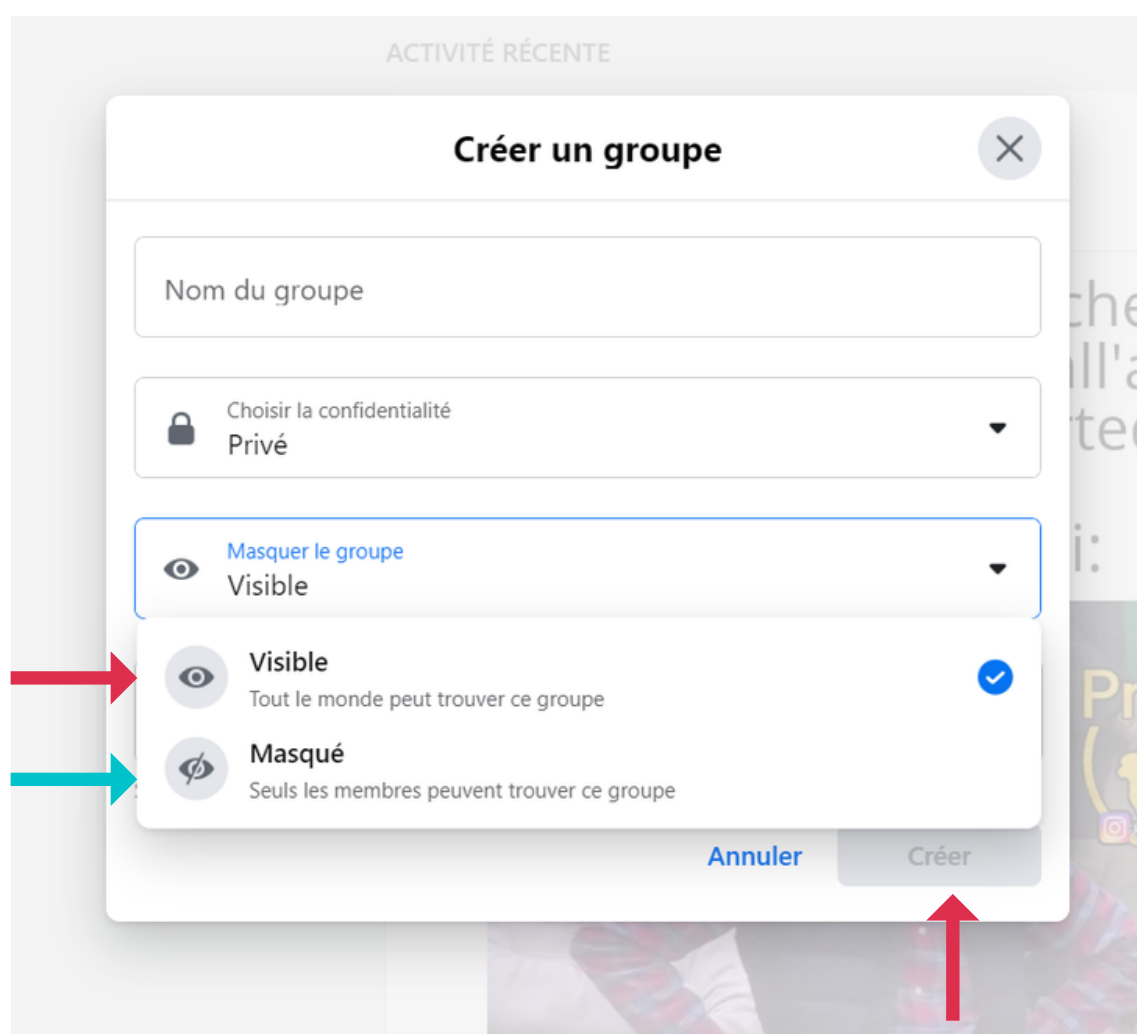 ACTIVITÉ RÉCENTE
Créer un groupe
Nom du groupe
Choisir la confidentialité
Privé
Masquer le groupe
Visible
Visible
Tout le monde peut trouver ce groupe
Masqué
Seuls les membres peuvent trouver ce groupe
Annuler
Créer